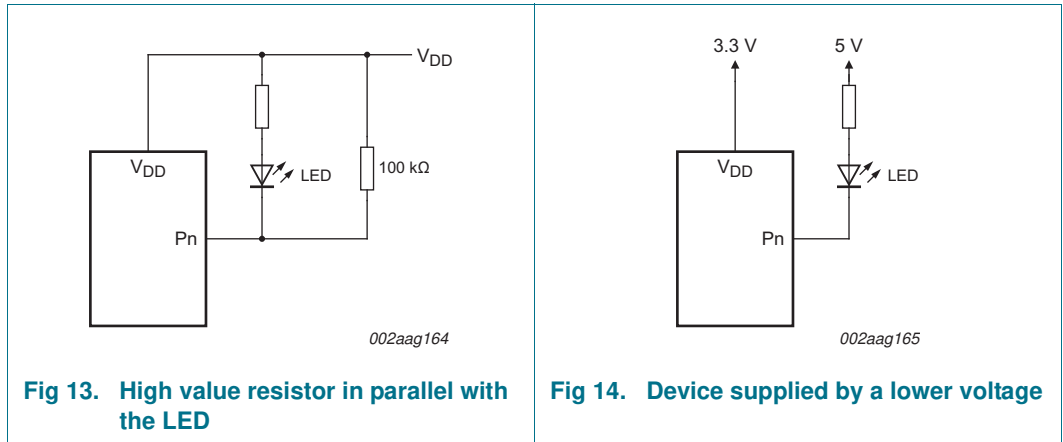 VDD
VDD
LED
100 kΩ
Pn
002aag164
Fig 13. High value resistor in parallel with
the LED
3.3 V
5 V
VDD
LED
Pn
002aag165
Fig 14. Device supplied by a lower voltage